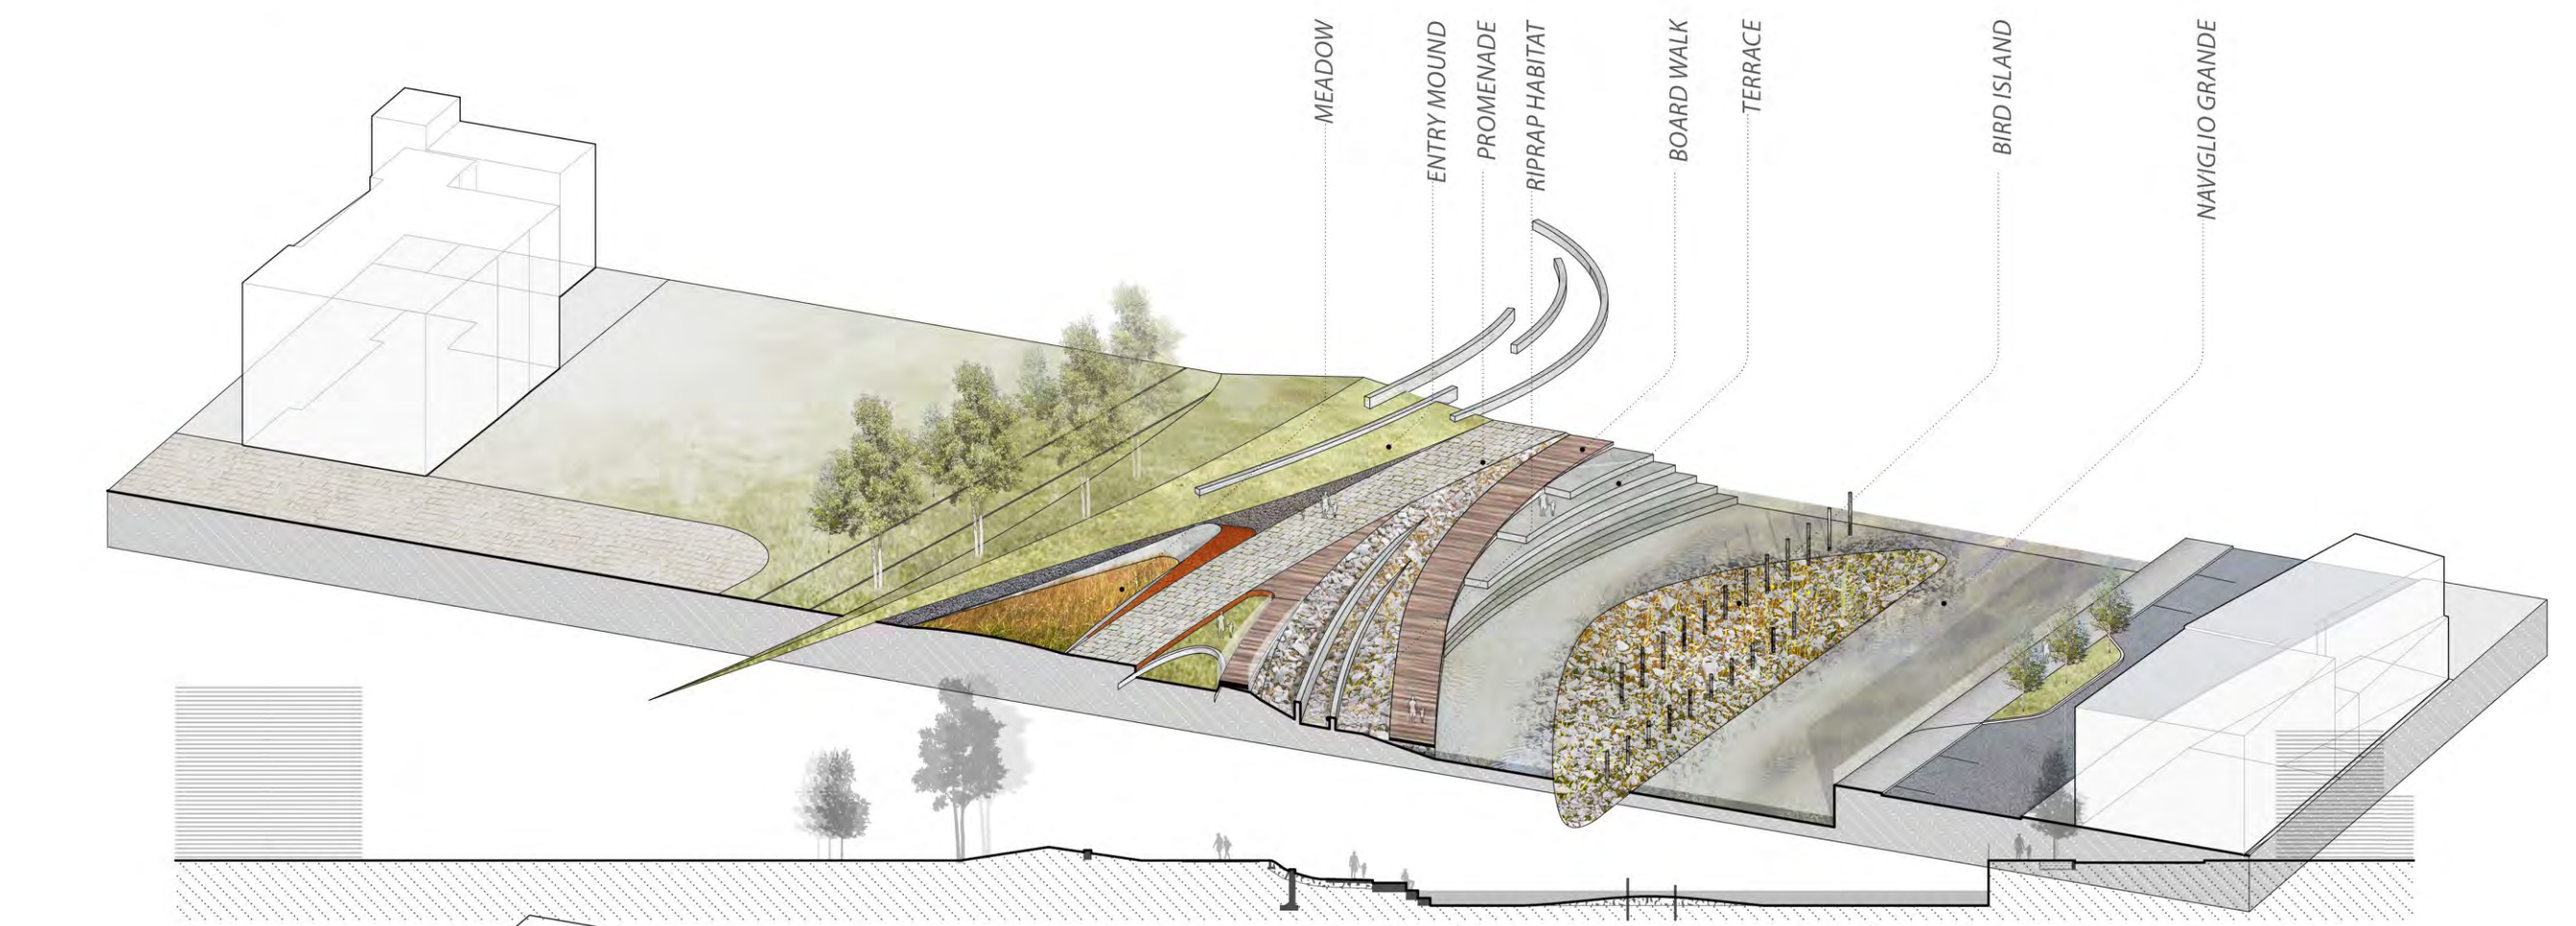 MEADOW
ENTRY MOUND
PROMENADE
RIPRAP HABITAT
BOARD WALK
TERRACE
BIRD ISLAND
NAVIGLIO GRANDE